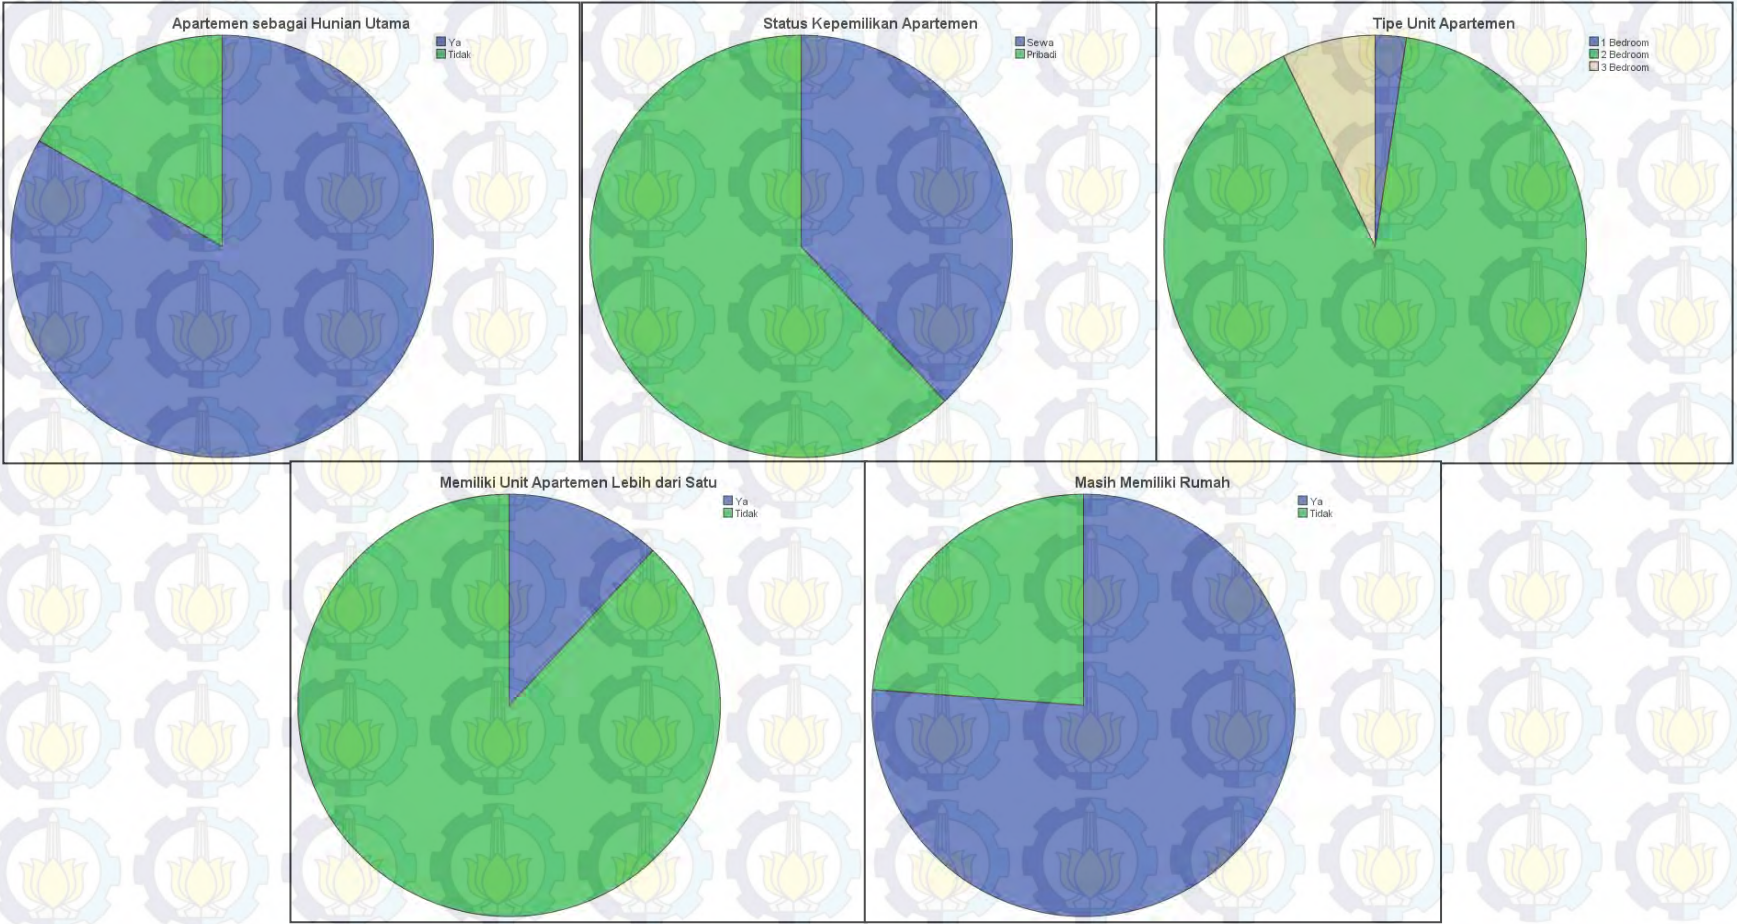 Apartemen sebagai Hunian Utama
Ya
Tidak
Status Kepemilikan Apartemen
Sewa
Pribadi
Tipe Unit Apartemen
1 Bedroom
2 Bedroom
3 Bedroom
Memiliki Unit Apartemen Lebih dari Satu
Ya
Tidak
Masih Memiliki Rumah
Ya
Tidak